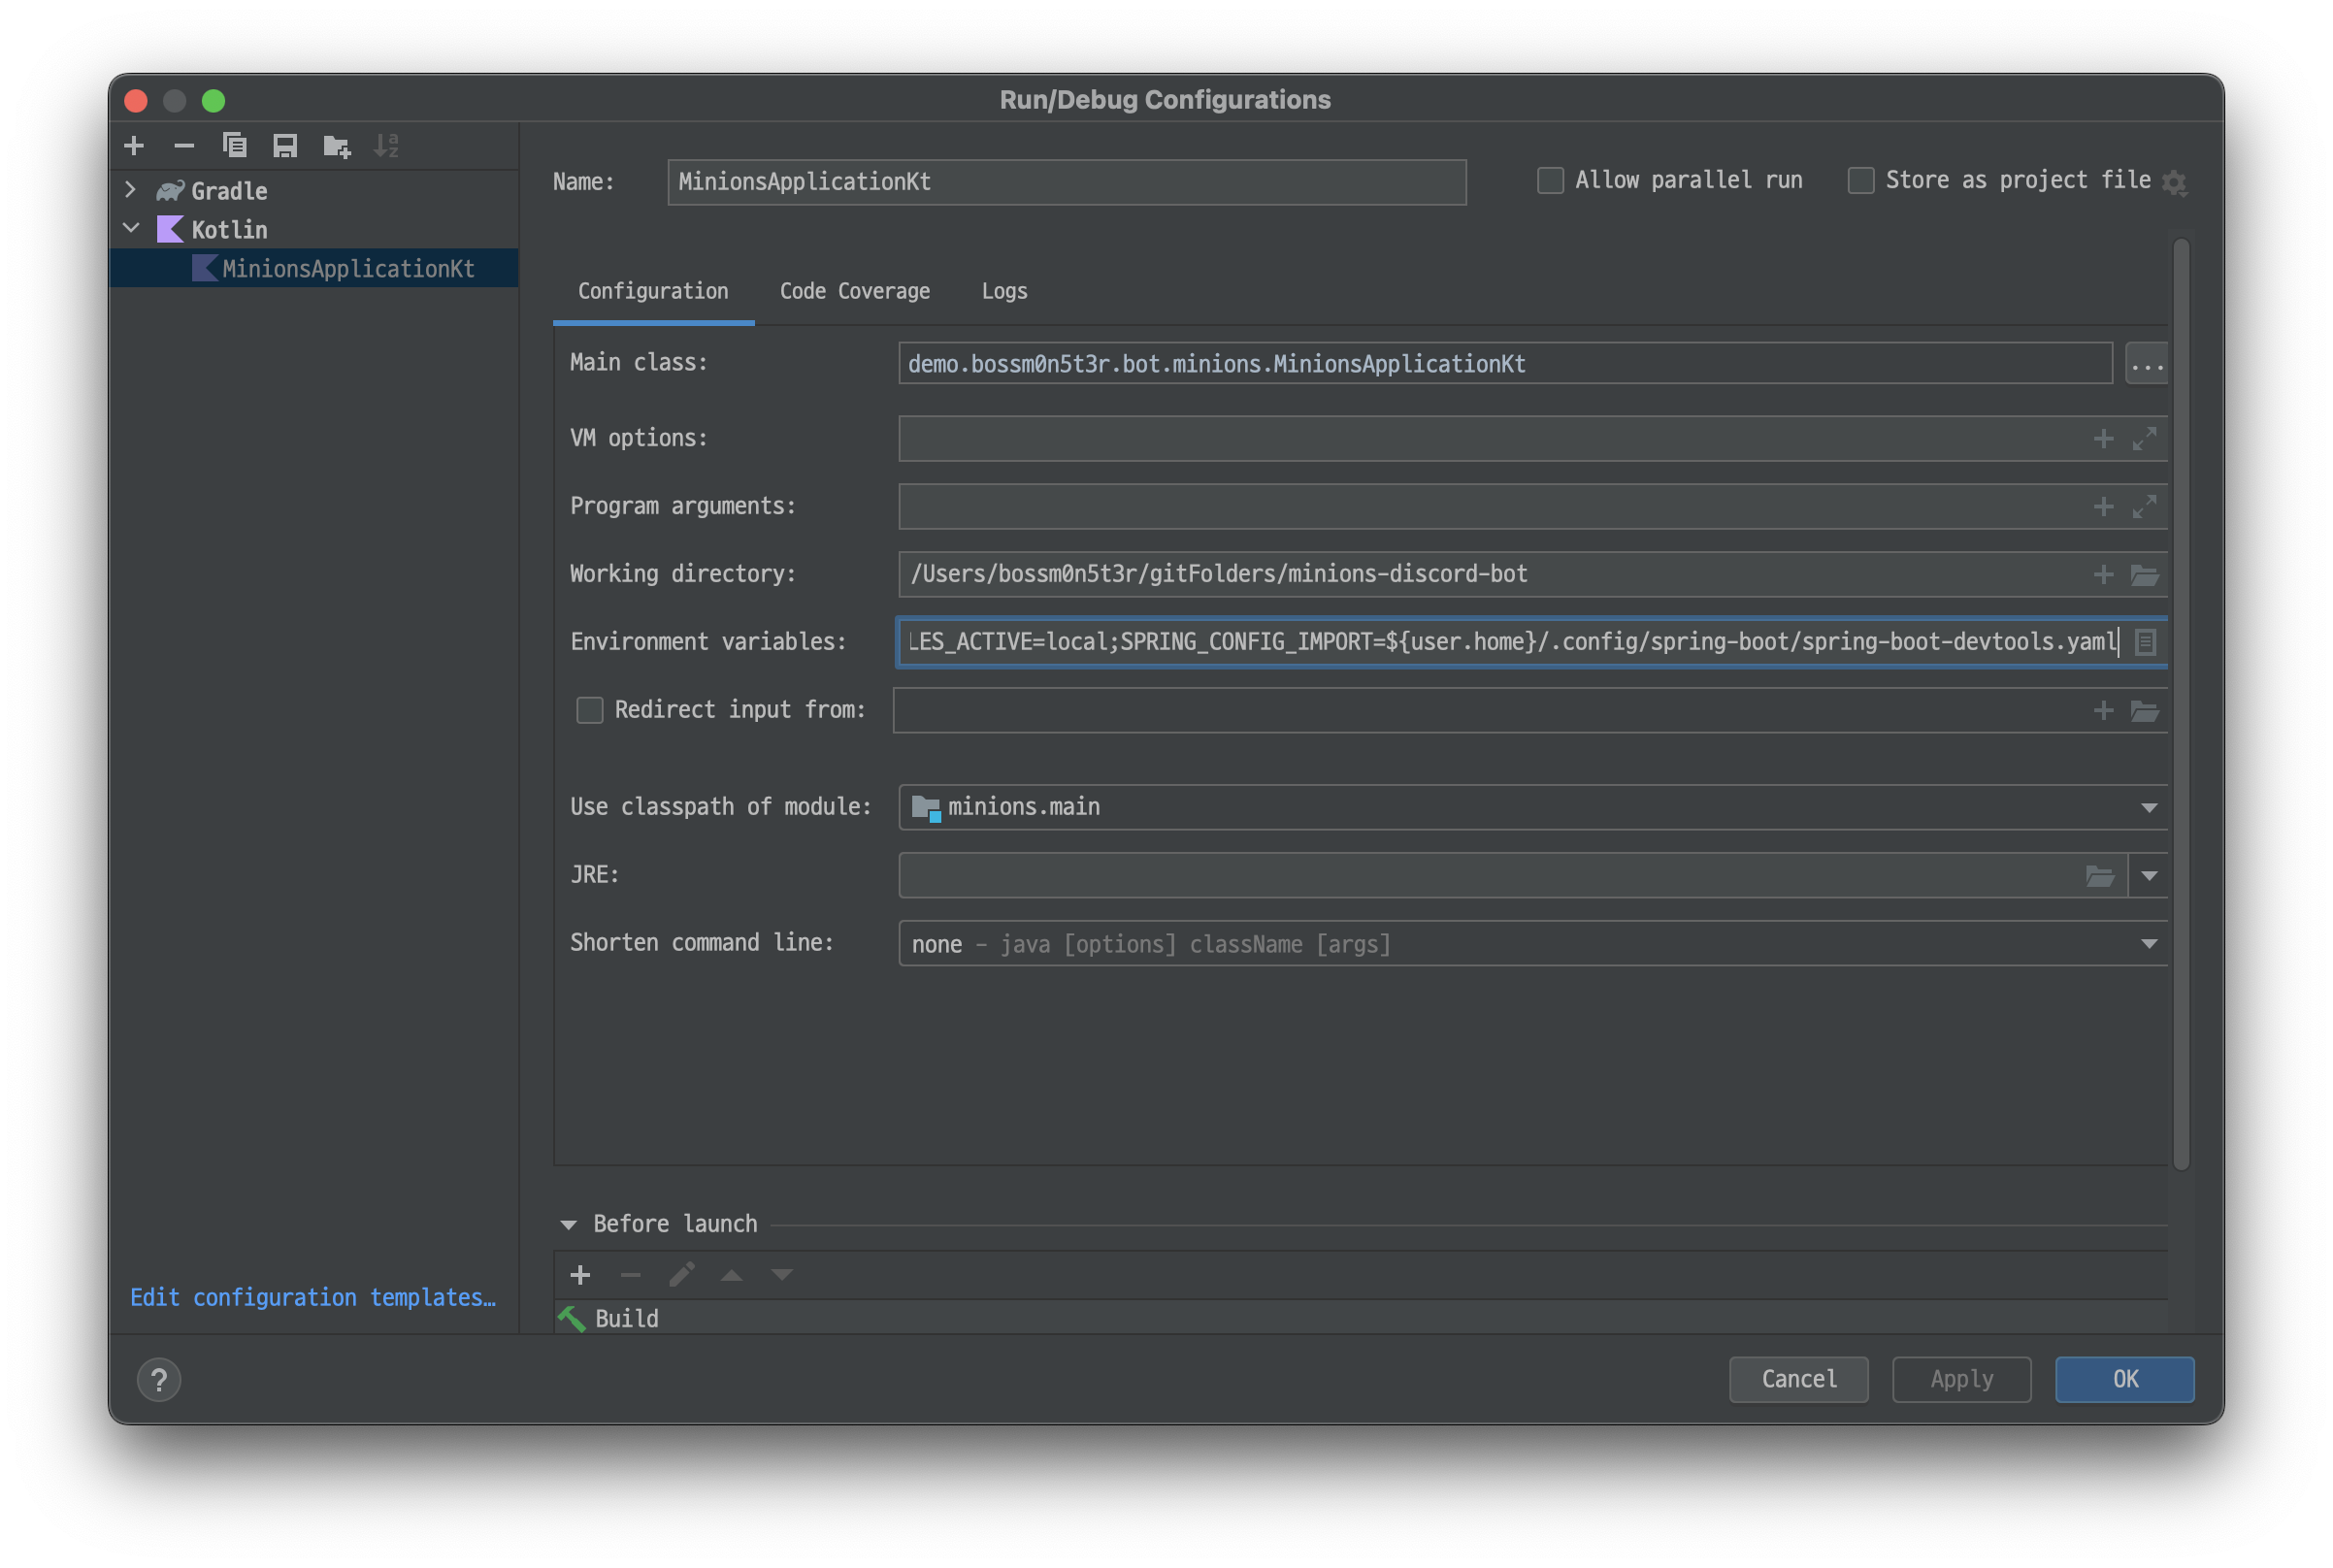 Run/Debug Configurations
Gradle
Kotlin
MinionsApplicationKt
Edit configuration templates…
Name: MinionsApplicationKt
Allow parallel run
Store as project file
Configuration Code Coverage Logs
Main class: demo.bossm0n5t3r.bot.minions.MinionsApplicationKt ...
VM options:
Program arguments:
Working directory: /Users/bossm0n5t3r/gitFolders/minions-discord-bot
Environment variables: LES_ACTIVE=local;SPRING_CONFIG_IMPORT=${user.home}/.config/spring-boot/spring-boot-devtools.yaml
Redirect input from:
Use classpath of module: minions.main
JRE:
Shorten command line: none – java [options] className [args]
Before launch
Build
? Cancel Apply OK